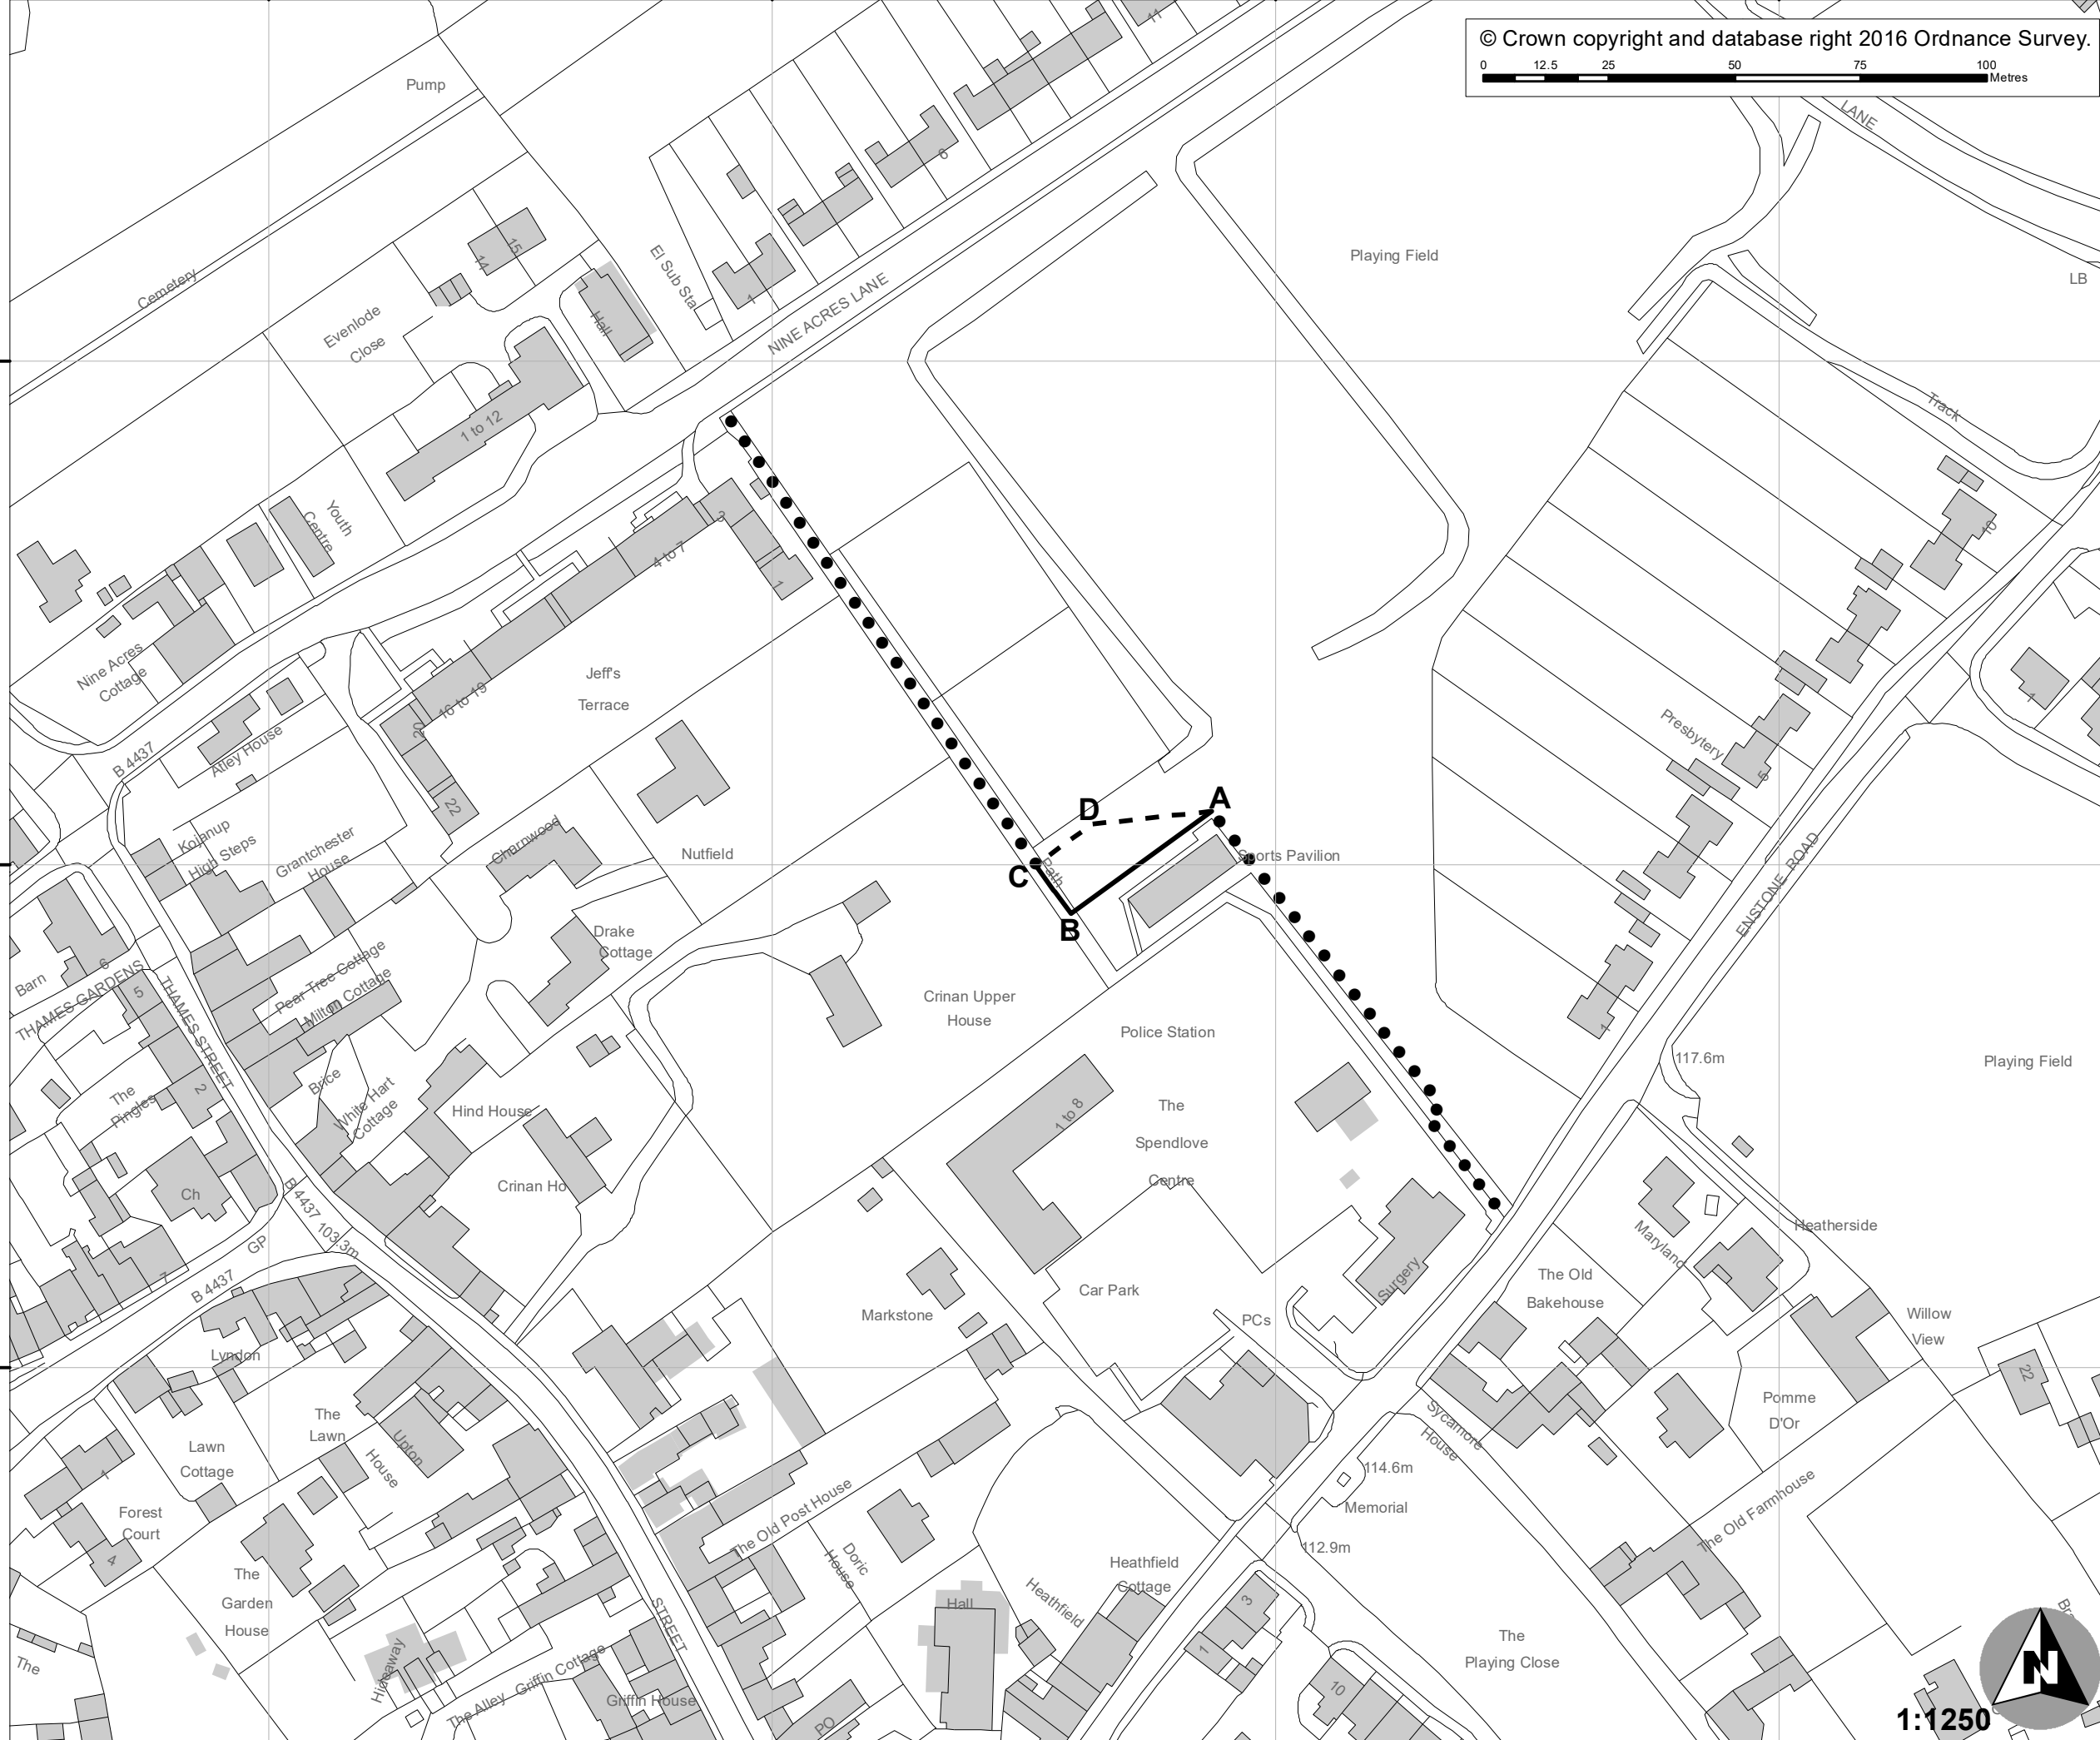 © Crown copyright and database right 2016 Ordnance Survey.
0 12.5 25 50 75 100
Metres
11
Pump
LANE
6
Playing Field
LB
15
14
El Sub Sta
Cemetery
Evenlode
Close
Hall
1
NINE ACRES LANE
1 to 12
Track
Youth
Centre
3
4 to 7
1
10
Nine Acres
Cottage
Jeff's
Terrace
16 to 19
20
22
Alley House
B 4437
Presbytery
5
1
Kojanup
High Steps
Grantchester
House
Charnwood
Nutfield
D
A
C
Path
B
Sports Pavilion
ENSTONE ROAD
Drake
Cottage
Barn
6
THAMES GARDENS
5
THAMES STREET
Pear Tree Cottage
Milton Cottage
Crinan Upper
House
Police Station
1
117.6m
Playing Field
The
Pingles
2
Brice
White Hart
Cottage
Hind House
1 to 8
The
Spendlove
Centre
Ch
Crinan Ho
B 4437
103.3m
GP
7
B 4437
Surgery
Heatherside
Maryland
The Old
Bakehouse
Car Park
Markstone
PCs
Willow
View
Lyndon
22
The
Lawn
House
Upton
Lawn
Cottage
1
Sycamore
House
Pomme
D'Or
114.6m
Memorial
Forest
Court
4
The Old Post House
The Old Farmhouse
Doric
House
112.9m
The
Garden
House
Heathfield
Cottage
Heathfield
Hall
3
1
STREET
The
Hideaway
The Alley
Griffin Cottage
Griffin House
PO
10
The
Playing Close
N
1:1250